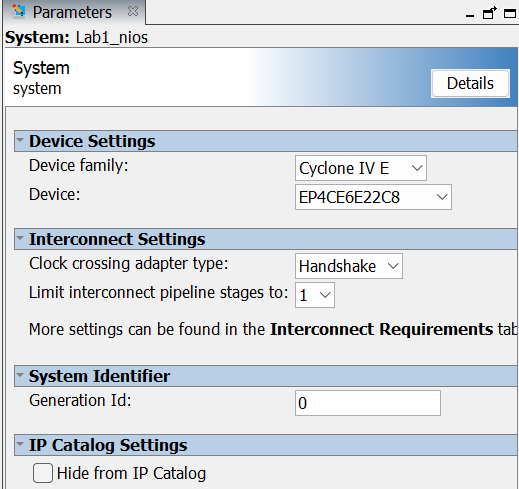 Parameters
System: Lab1_nios
System
system
Details
Device Settings
Device family: Cyclone IV E
Device: EP4CE6E22C8
Interconnect Settings
Clock crossing adapter type: Handshake
Limit interconnect pipeline stages to: 1
More settings can be found in the Interconnect Requirements tab
System Identifier
Generation Id: 0
IP Catalog Settings
Hide from IP Catalog